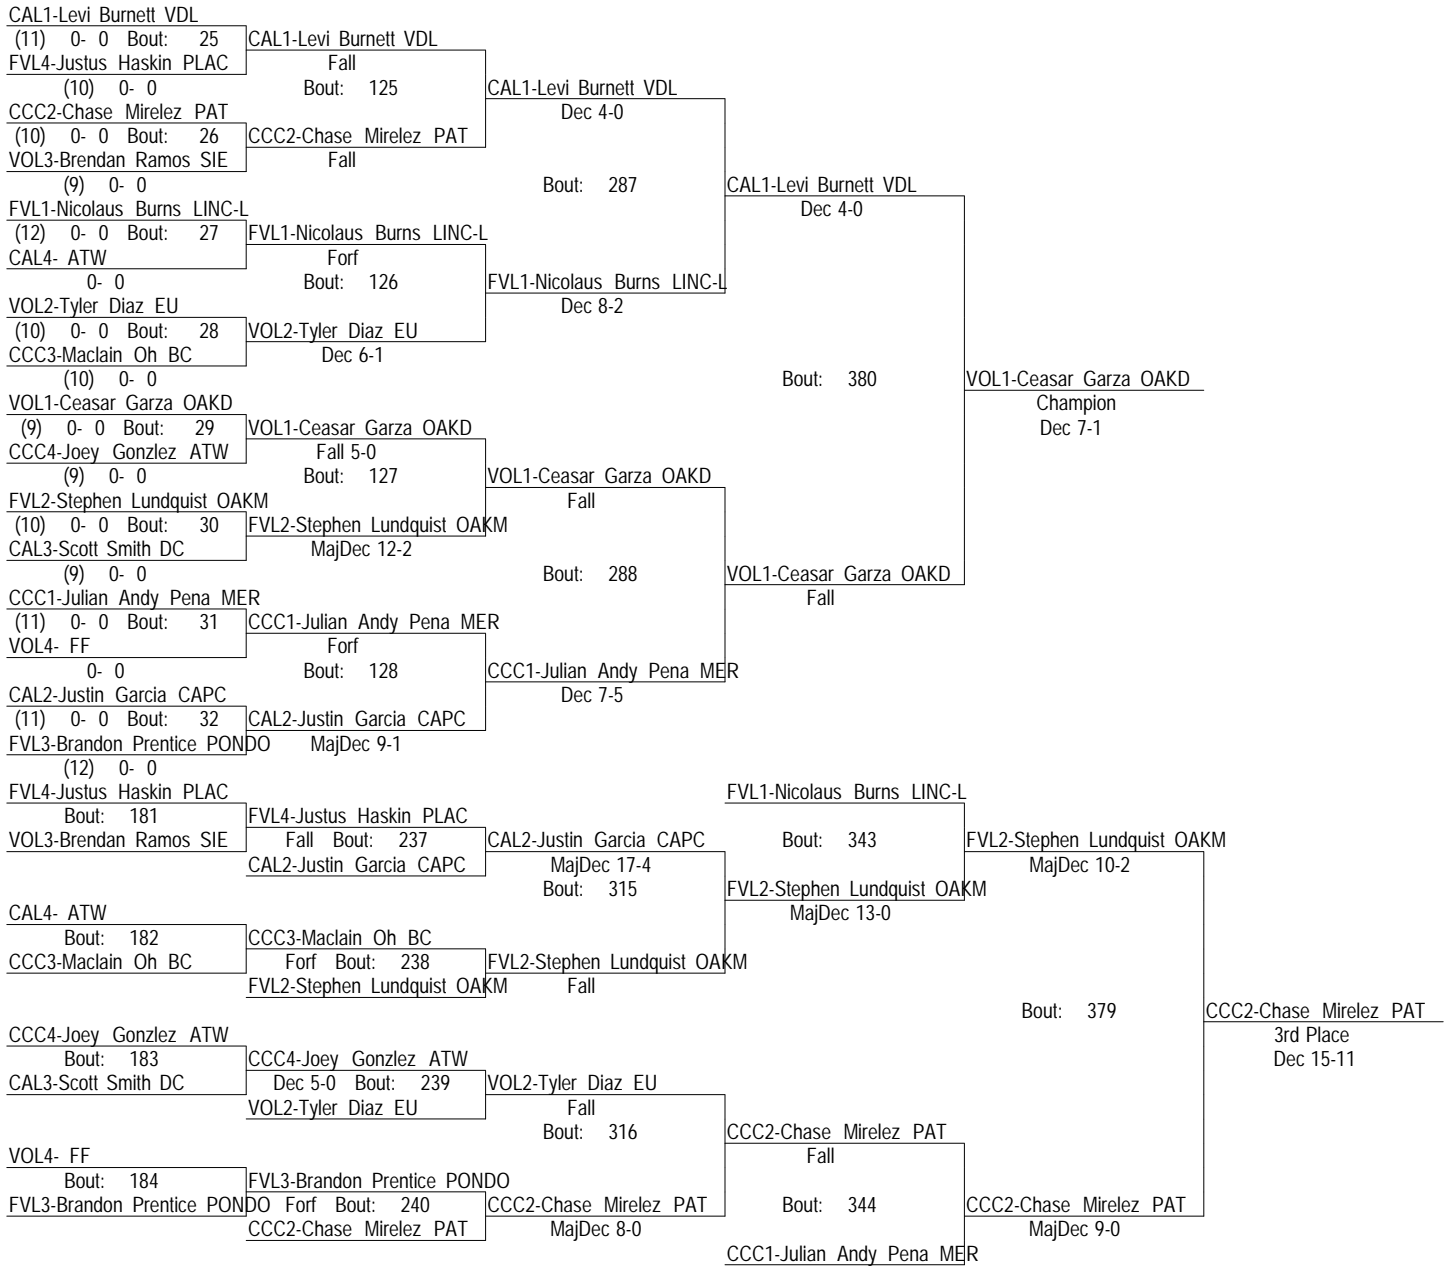 CAL1-Levi Burnett VDL
(11) 0- 0 Bout: 25 CAL1-Levi Burnett VDL
FVL4-Justus Haskin PLAC Fall
(10) 0- 0 Bout: 125 CAL1-Levi Burnett VDL
CCC2-Chase Mirelez PAT Dec 4-0
(10) 0- 0 Bout: 26 CCC2-Chase Mirelez PAT
VOL3-Brendan Ramos SIE Fall
(9) 0- 0 Bout: 287 CAL1-Levi Burnett VDL
FVL1-Nicolaus Burns LINC-L Dec 4-0
(12) 0- 0 Bout: 27 FVL1-Nicolaus Burns LINC-L
CAL4- ATW Forf
0- 0 Bout: 126 FVL1-Nicolaus Burns LINC-L
VOL2-Tyler Diaz EU Dec 8-2
(10) 0- 0 Bout: 28 VOL2-Tyler Diaz EU
CCC3-Maclain Oh BC Dec 6-1
(10) 0- 0 Bout: 380 VOL1-Ceasar Garza OAKD
VOL1-Ceasar Garza OAKD Champion
(9) 0- 0 Bout: 29 VOL1-Ceasar Garza OAKD Dec 7-1
CCC4-Joey Gonzlez ATW Fall 5-0
(9) 0- 0 Bout: 127 VOL1-Ceasar Garza OAKD
FVL2-Stephen Lundquist OAKM Fall
(10) 0- 0 Bout: 30 FVL2-Stephen Lundquist OAKM
CAL3-Scott Smith DC MajDec 12-2
(9) 0- 0 Bout: 288 VOL1-Ceasar Garza OAKD
CCC1-Julian Andy Pena MER Fall
(11) 0- 0 Bout: 31 CCC1-Julian Andy Pena MER
VOL4- FF Forf
0- 0 Bout: 128 CCC1-Julian Andy Pena MER
CAL2-Justin Garcia CAPC Dec 7-5
(11) 0- 0 Bout: 32 CAL2-Justin Garcia CAPC
FVL3-Brandon Prentice PONDO MajDec 9-1
(12) 0- 0
FVL4-Justus Haskin PLAC FVL1-Nicolaus Burns LINC-L
Bout: 181 FVL4-Justus Haskin PLAC
VOL3-Brendan Ramos SIE Fall Bout: 237 CAL2-Justin Garcia CAPC Bout: 343 FVL2-Stephen Lundquist OAKM
CAL2-Justin Garcia CAPC MajDec 17-4 MajDec 10-2
Bout: 315 FVL2-Stephen Lundquist OAKM
CAL4- ATW MajDec 13-0
Bout: 182 CCC3-Maclain Oh BC
CCC3-Maclain Oh BC Forf Bout: 238 FVL2-Stephen Lundquist OAKM
FVL2-Stephen Lundquist OAKM Fall
Bout: 379 CCC2-Chase Mirelez PAT
CCC4-Joey Gonzlez ATW 3rd Place
Bout: 183 CCC4-Joey Gonzlez ATW Dec 15-11
CAL3-Scott Smith DC Dec 5-0 Bout: 239 VOL2-Tyler Diaz EU
VOL2-Tyler Diaz EU Fall
Bout: 316 CCC2-Chase Mirelez PAT
VOL4- FF Fall
Bout: 184 FVL3-Brandon Prentice PONDO
FVL3-Brandon Prentice PONDO Forf Bout: 240 CCC2-Chase Mirelez PAT Bout: 344 CCC2-Chase Mirelez PAT
CCC2-Chase Mirelez PAT MajDec 8-0 MajDec 9-0
CCC1-Julian Andy Pena MER